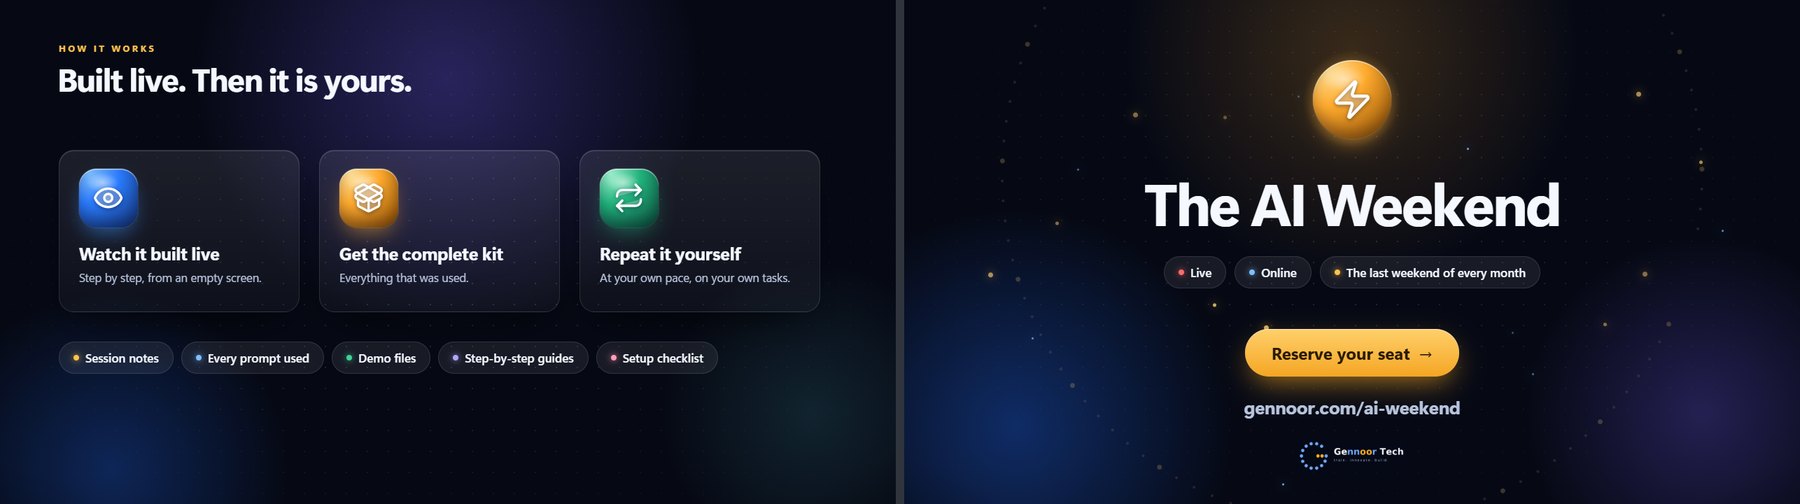 HOW IT WORKS
Built live. Then it is yours.
Watch it built live
Step by step, from an empty screen.
Get the complete kit
Everything that was used.
Repeat it yourself
At your own pace, on your own tasks.
Session notes
Every prompt used
Demo files
Step-by-step guides
Setup checklist
The AI Weekend
Live
Online
The last weekend of every month
Reserve your seat →
gennoor.com/ai-weekend
Gennoor Tech